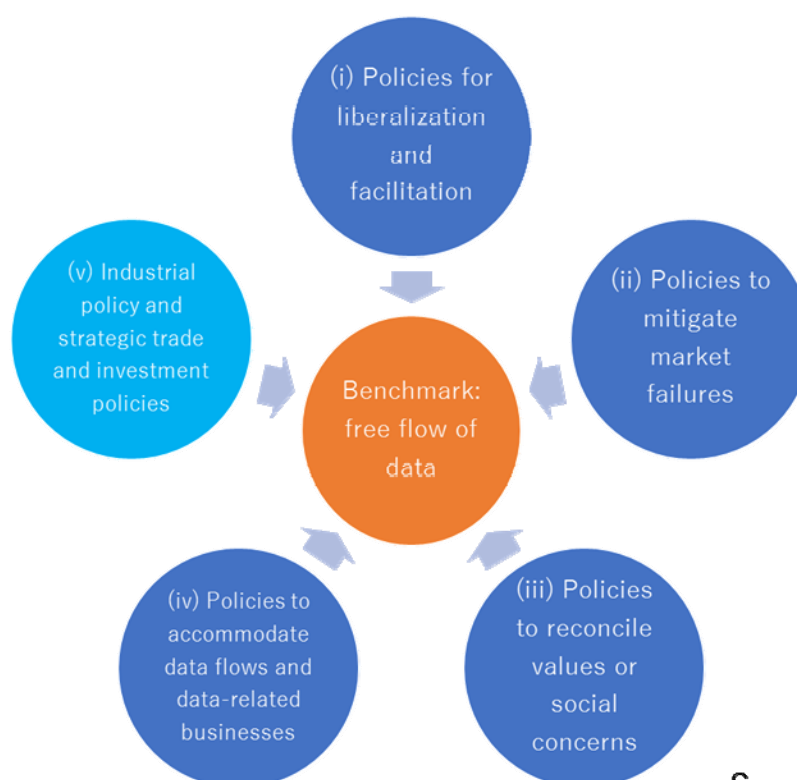 (i) Policies for
liberalization
and
facilitation
(ii) Policies to
mitigate
market
failures
(iii) Policies
to reconcile
values or
social
concerns
(iv) Policies to
accommodate
data flows and
data-related
businesses
(v) Industrial
policy and
strategic trade
and investment
policies
Benchmark:
free flow of
data